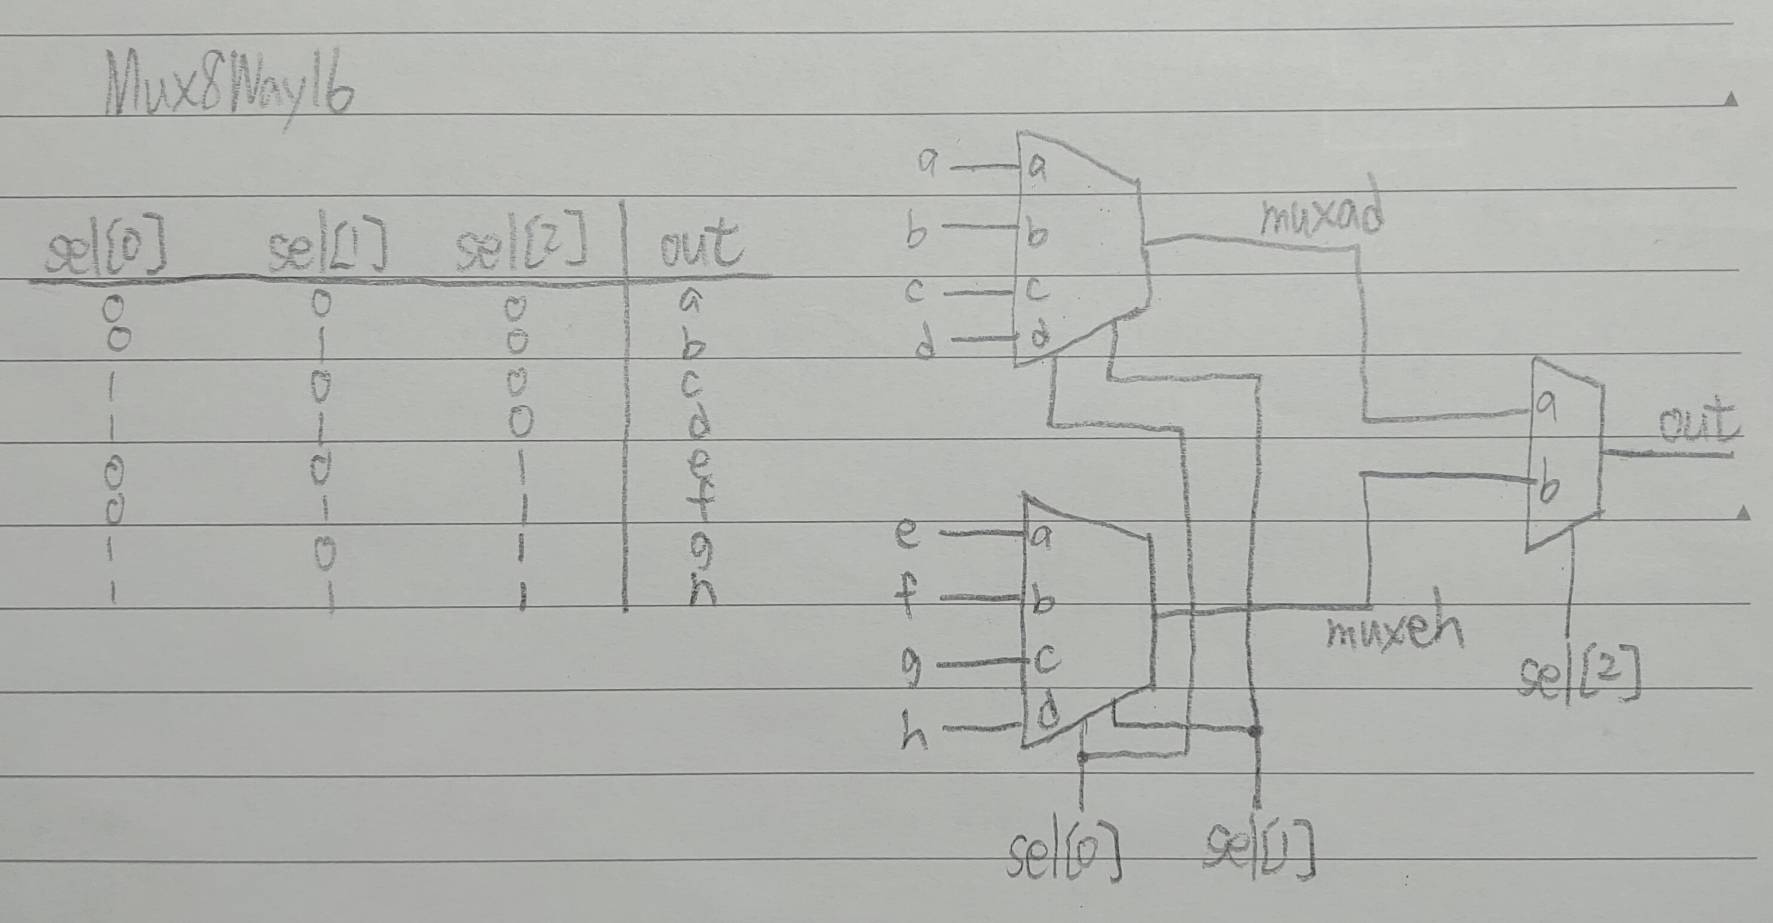 Mux8Way16
sel[0] sel[1] sel[2] out
0 0 0 a
0 1 0 b
1 0 0 c
1 1 0 d
0 0 1 e
0 1 1 f
1 0 1 g
1 1 1 h
a a
b b
c c
d d
muxad
e a
f b
g c
h d
muxeh
a
b
out
sel[2]
sel[0] sel[1]